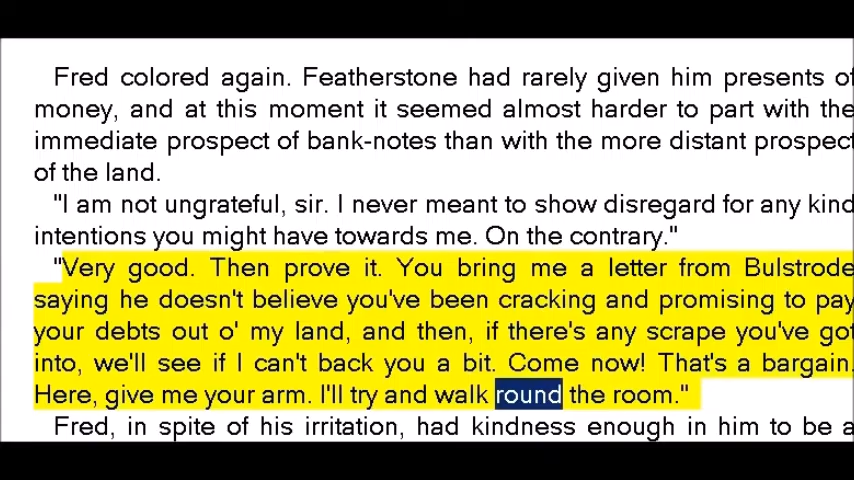 Fred colored again. Featherstone had rarely given him presents of
money, and at this moment it seemed almost harder to part with the
immediate prospect of bank-notes than with the more distant prospect
of the land.
"I am not ungrateful, sir. I never meant to show disregard for any kind
intentions you might have towards me. On the contrary."
"Very good. Then prove it. You bring me a letter from Bulstrode
saying he doesn't believe you've been cracking and promising to pay
your debts out o' my land, and then, if there's any scrape you've got
into, we'll see if I can't back you a bit. Come now! That's a bargain.
Here, give me your arm. I'll try and walk round the room."
Fred, in spite of his irritation, had kindness enough in him to be a